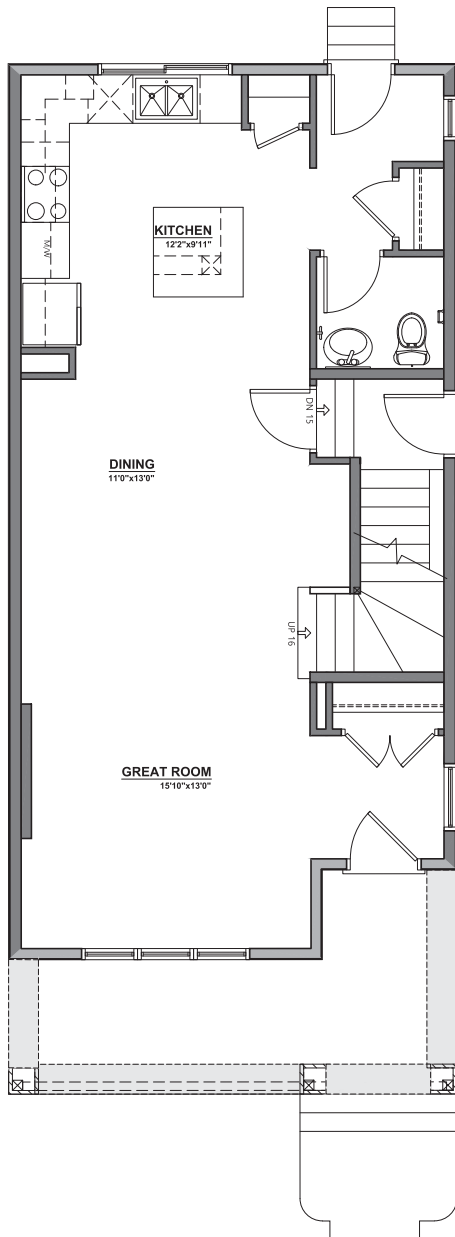 KITCHEN
12'2"x9'11"
M/W
DN 15
DINING
11'0"x13'0"
UP 16
GREAT ROOM
15'10"x13'0"